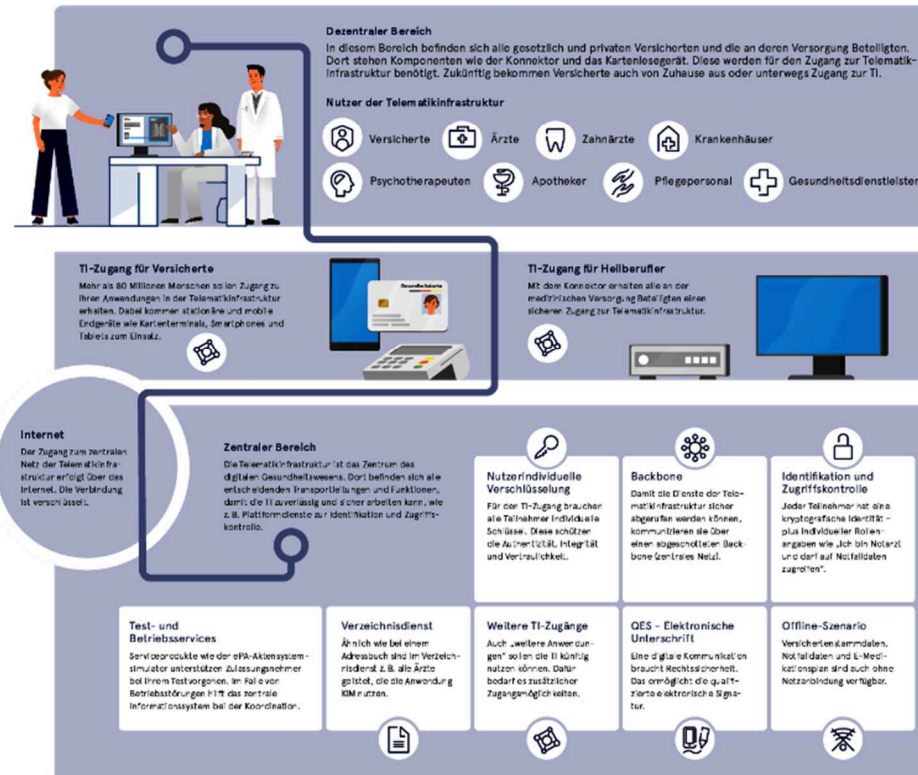 Dezentraler Bereich
In diesem Bereich befinden sich alle gesetzlich und privaten Versicherten und die an deren Versorgung Beteiligten.
Dort stehen Komponenten wie der Konnektor und das Kartenlesegerät. Diese werden für den Zugang zur Telematik-
infrastruktur benötigt. Zukünftig bekommen Versicherte auch von Zuhause aus oder unterwegs Zugang zur TI.
Nutzer der Telematikinfrastruktur
Versicherte
Ärzte
Zahnärzte
Krankenhäuser
Psychotherapeuten
Apotheker
Pflegepersonal
Gesundheitsdienstleister
TI-Zugang für Versicherte
Mehr als 80 Millionen Menschen sollen Zugang zu
ihren Anwendungen in der Telematikinfrastruktur
erhalten. Dabei kommen stationäre und mobile
Endgeräte wie Kartenterminals, Smartphones und
Tablets zum Einsatz.
Gesundheitskarte
TI-Zugang für Heilberufler
Mit dem Konnektor erhalten alle an der
medizinischen Versorgung Beteiligten einen
sicheren Zugang zur Telematikinfrastruktur.
Internet
Der Zugang zum zentralen
Netz der Telematikinfra-
struktur erfolgt über das
Internet. Die Verbindung
ist verschlüsselt.
Zentraler Bereich
Die Telematikinfrastruktur ist das Zentrum des
digitalen Gesundheitswesens. Dort befinden sich alle
entscheidenden Transportleitungen und Funktionen,
damit die TI zuverlässig und sicher arbeiten kann, wie
z. B. Plattformdienste zur Identifikation und Zugriffs-
kontrolle.
Nutzerindividuelle
Verschlüsselung
Für den TI-Zugang brauchen
alle Teilnehmer individuelle
Schlüssel. Diese schützen
die Authentizität, Integrität
und Vertraulichkeit.
Backbone
Damit die Dienste der Tele-
matikinfrastruktur sicher
abgerufen werden können,
kommunizieren sie über
einen abgeschotteten Back-
bone (zentrales Netz).
Identifikation und
Zugriffskontrolle
Jeder Teilnehmer hat eine
kryptografische Identität –
plus individueller Rollen-
angaben wie „Ich bin Notarzt
und darf auf Notfalldaten
zugreifen".
Test- und
Betriebsservices
Serviceprodukte wie der ePA-Aktensystem-
simulator unterstützen Zulassungsnehmer
bei ihrem Testvorgehen. Im Falle von
Betriebsstörungen hilft das zentrale
Informationssystem bei der Koordination.
Verzeichnisdienst
Ähnlich wie bei einem
Adressbuch sind im Verzeich-
nisdienst z. B. alle Ärzte
gelistet, die die Anwendung
KIM nutzen.
Weitere TI-Zugänge
Auch „weitere Anwendun-
gen" sollen die TI künftig
nutzen können. Dafür
bedarf es zusätzlicher
Zugangsmöglichkeiten.
QES - Elektronische
Unterschrift
Eine digitale Kommunikation
braucht Rechtssicherheit.
Das ermöglicht die qualifi-
zierte elektronische Signa-
tur.
Offline-Szenario
Versichertenstammdaten,
Notfalldaten und E-Medi-
kationsplan sind auch ohne
Netzanbindung verfügbar.